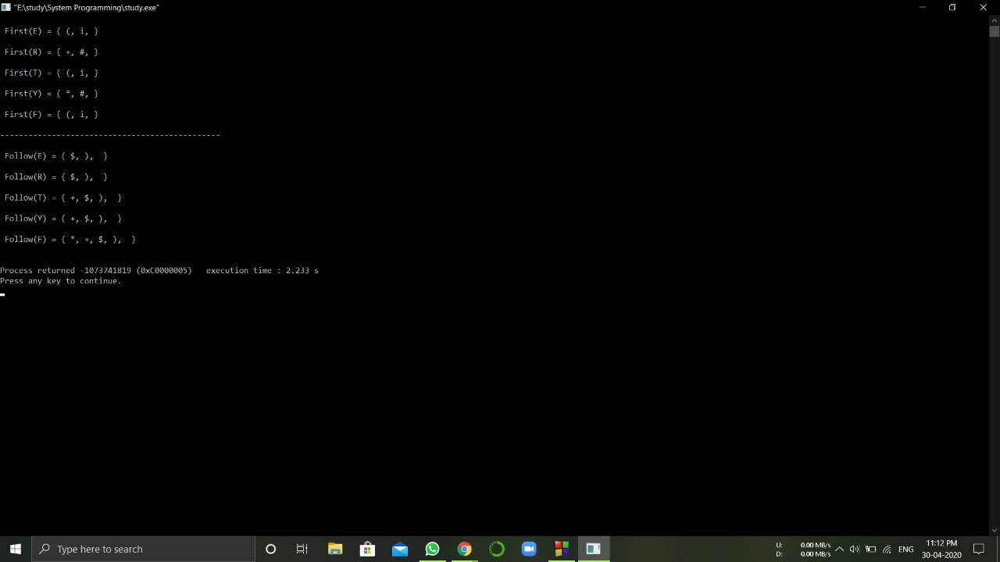 "E:\study\System Programming\study.exe"
First(E) = { (, i, }
First(R) = { +, #, }
First(T) = { (, i, }
First(Y) = { *, #, }
First(F) = { (, i, }
-----------------------------------------------
Follow(E) = { $, ),  }
Follow(R) = { $, ),  }
Follow(T) = { +, $, ),  }
Follow(Y) = { +, $, ),  }
Follow(F) = { *, +, $, ),  }
Process returned -1073741819 (0xC0000005)   execution time : 2.233 s
Press any key to continue.
Type here to search
U: 0.00 MB/s
D: 0.00 MB/s
ENG
11:12 PM
30-04-2020